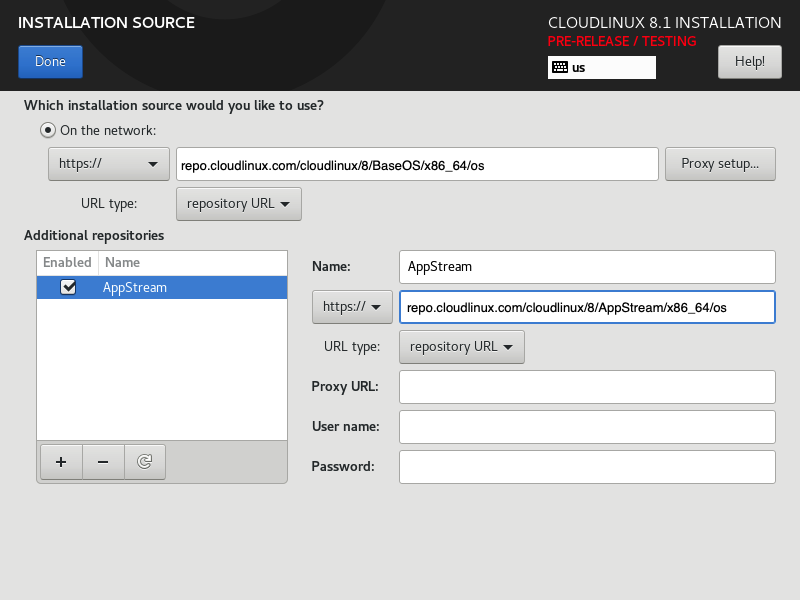 INSTALLATION SOURCE
CLOUDLINUX 8.1 INSTALLATION
PRE-RELEASE / TESTING
Done
us
Help!
Which installation source would you like to use?
On the network:
https://
repo.cloudlinux.com/cloudlinux/8/BaseOS/x86_64/os
Proxy setup...
URL type:
repository URL
Additional repositories
Enabled Name
AppStream
Name:
AppStream
https://
repo.cloudlinux.com/cloudlinux/8/AppStream/x86_64/os
URL type:
repository URL
Proxy URL:
User name:
Password: